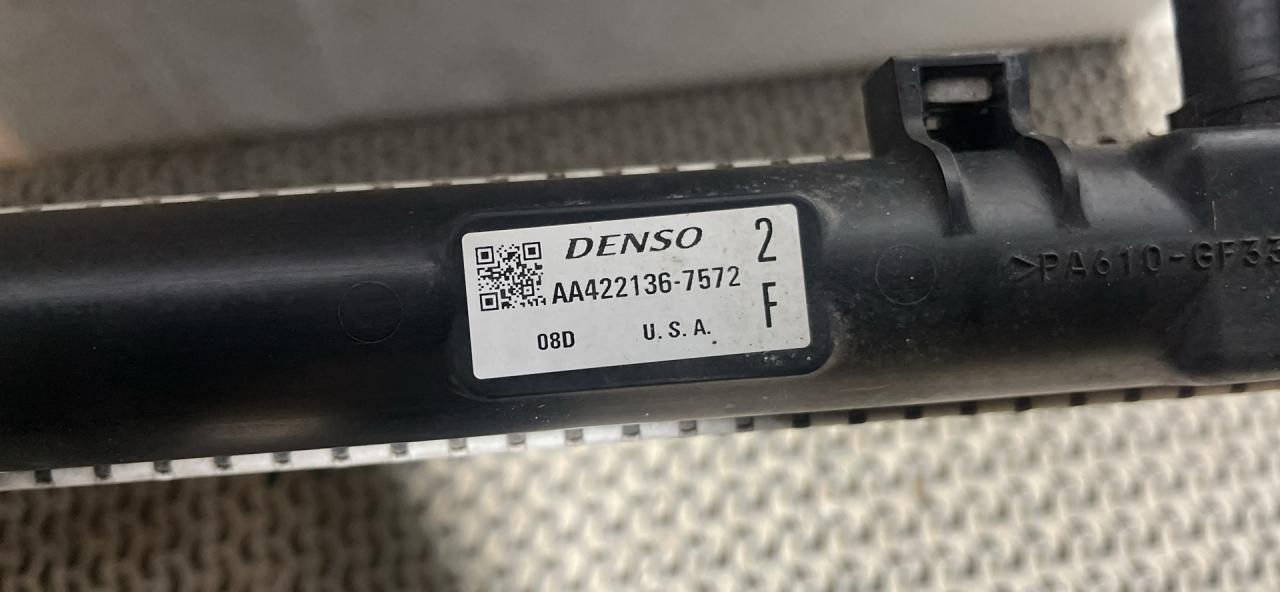 DENSO
2
AA422136-7572
F
08D U.S.A.
>PA610-GF33